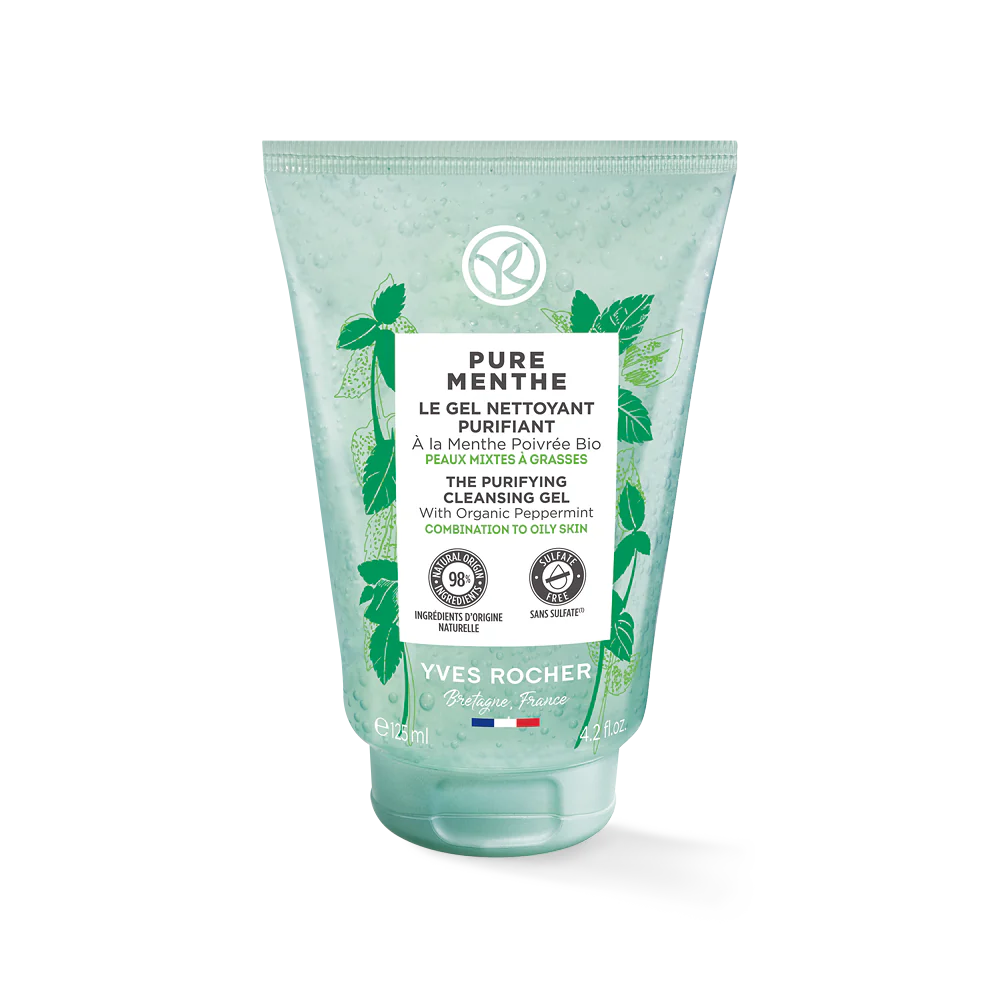 PURE
MENTHE
LE GEL NETTOYANT
PURIFIANT
À la Menthe Poivrée Bio
PEAUX MIXTES À GRASSES
THE PURIFYING
CLEANSING GEL
With Organic Peppermint
COMBINATION TO OILY SKIN
NATURAL ORIGIN
98%
INGREDIENTS
INGRÉDIENTS D'ORIGINE
NATURELLE
SULFATE
FREE
SANS SULFATE(1)
YVES ROCHER
Bretagne, France
℮125 ml
4.2 fl.oz.